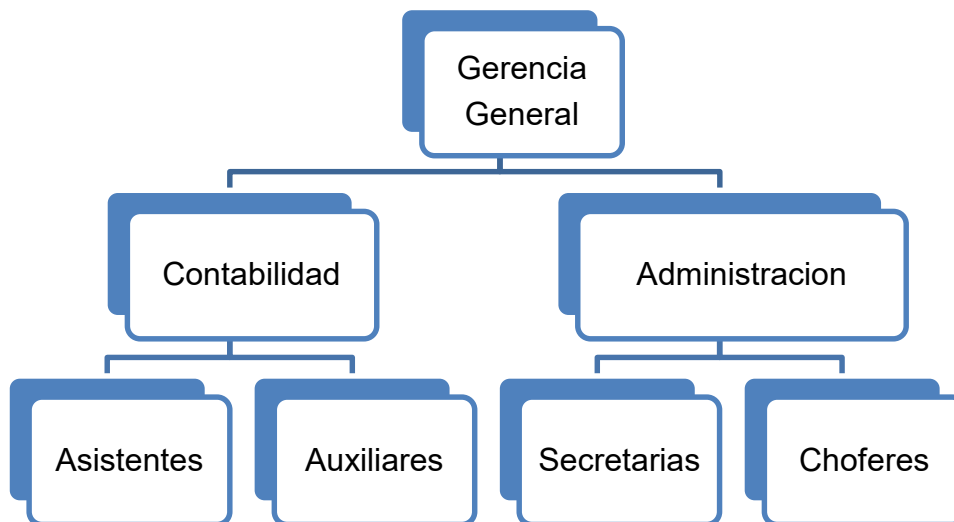 Gerencia
General
Contabilidad
Administracion
Asistentes
Auxiliares
Secretarias
Choferes